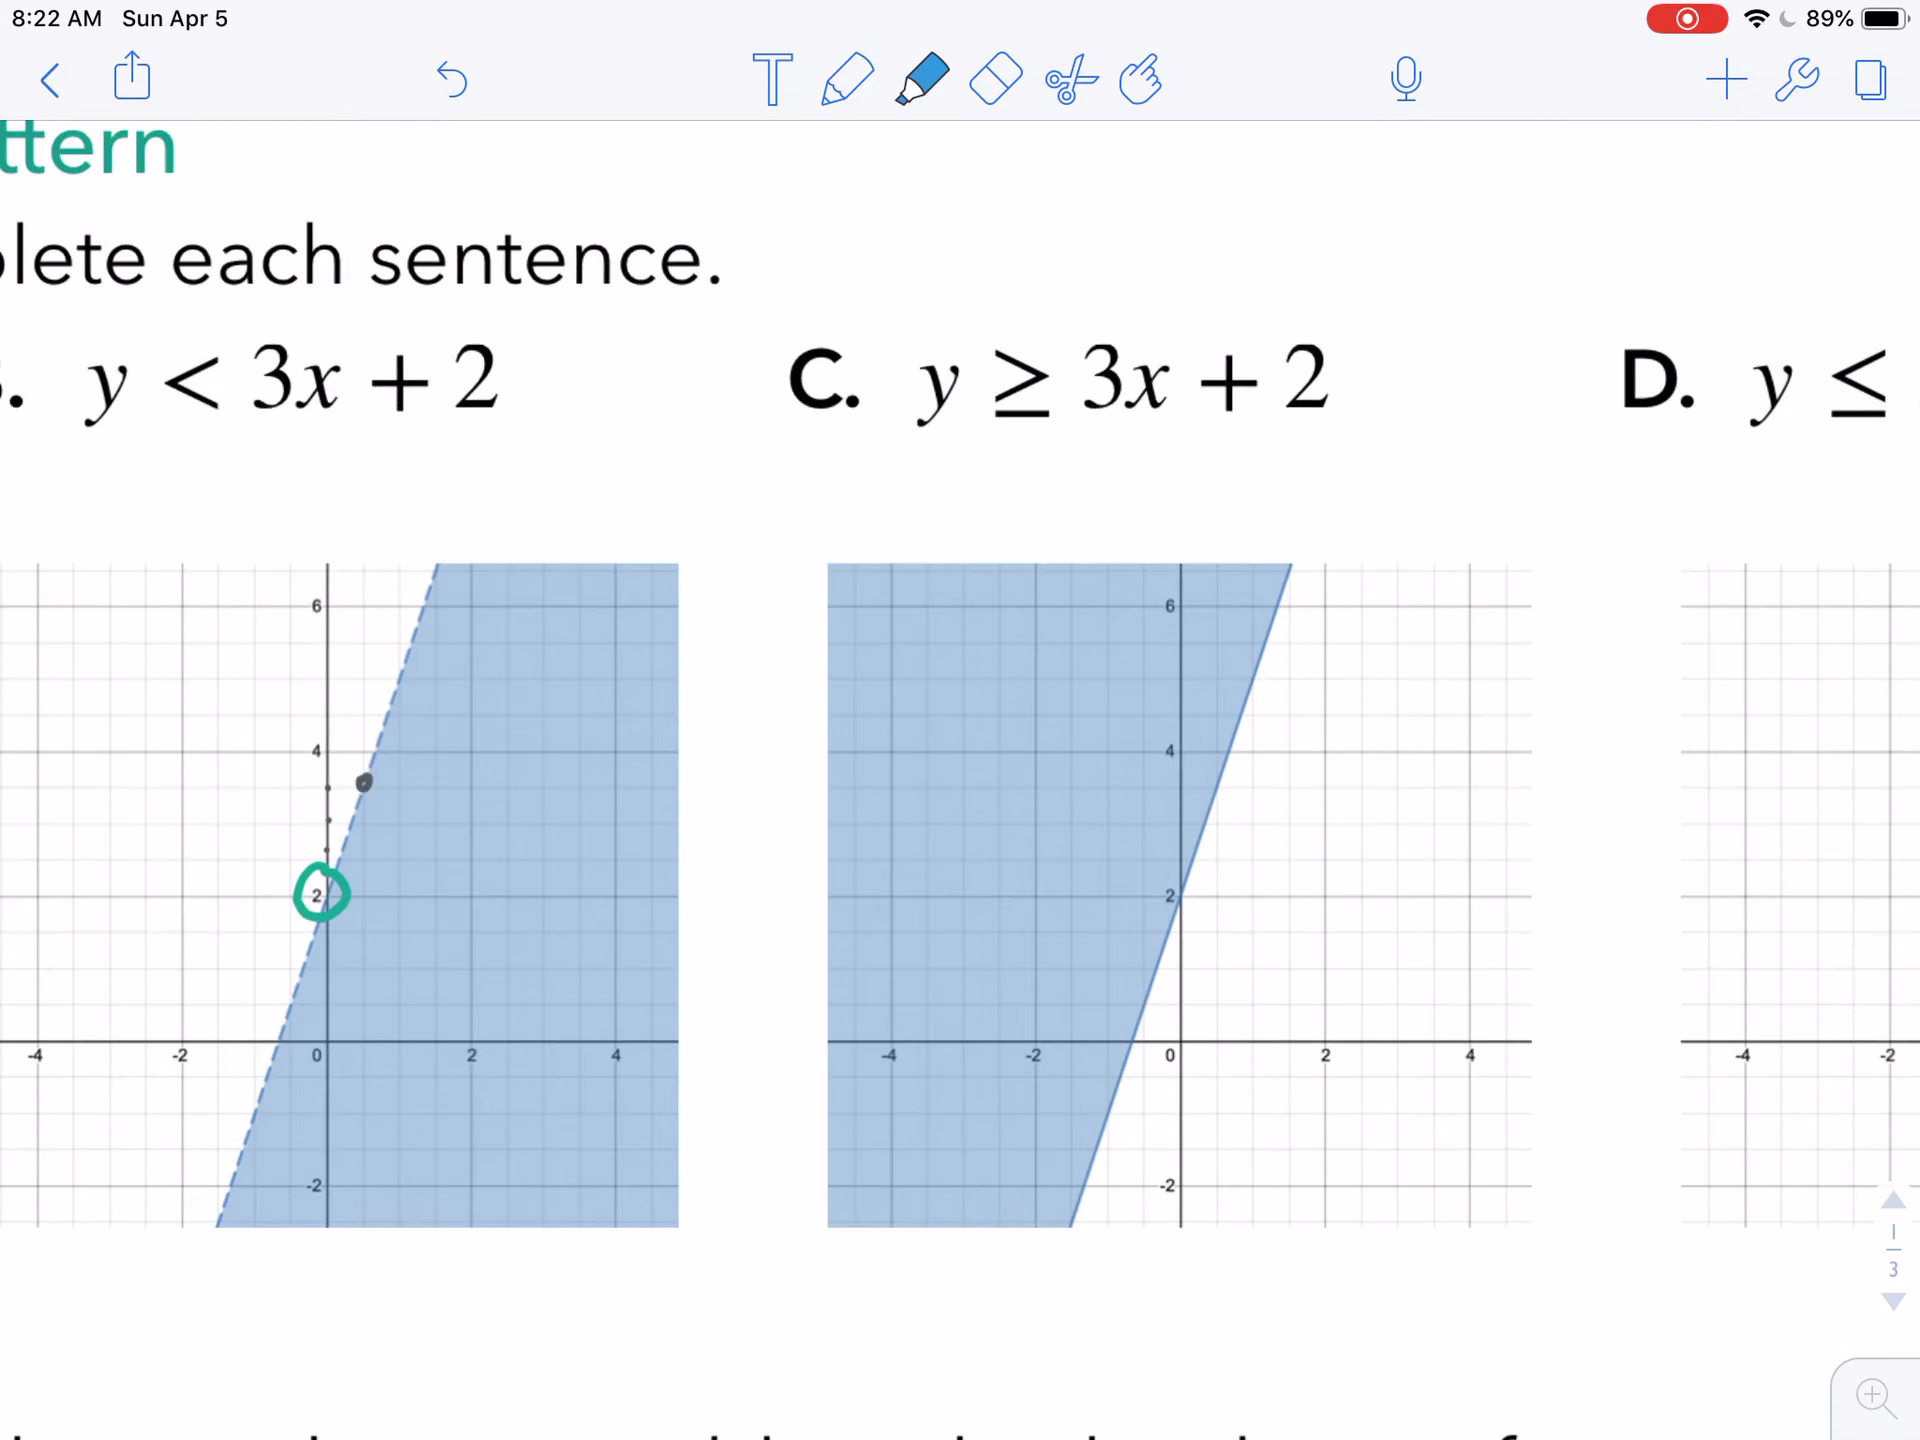 8:22 AM Sun Apr 5 89%
T
ttern
lete each sentence.
. y < 3x + 2
C. y ≥ 3x + 2
D. y ≤
6
4
2
-4 -2 0 2 4
-2
6
4
2
-4 -2 0 2 4
-2
-4 -2
1
3